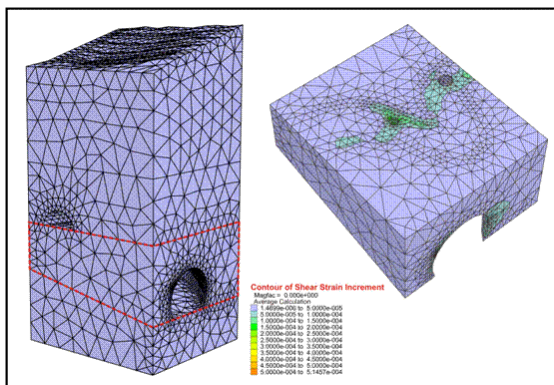 Contour of Shear Strain Increment
Magfac = 0.000e+000
Average Calculation
1.4699e-006 to 5.0000e-005
5.0000e-005 to 1.0000e-004
1.0000e-004 to 1.5000e-004
1.5000e-004 to 2.0000e-004
2.0000e-004 to 2.5000e-004
2.5000e-004 to 3.0000e-004
3.0000e-004 to 3.5000e-004
3.5000e-004 to 4.0000e-004
4.0000e-004 to 4.5000e-004
4.5000e-004 to 5.0000e-004
5.0000e-004 to 5.1457e-004